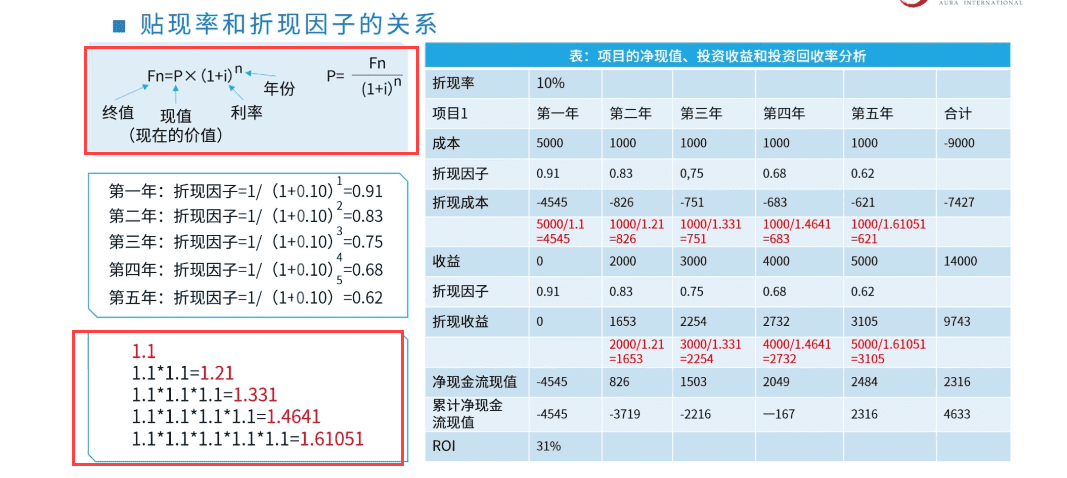 AURA INTERNATIONAL
■ 贴现率和折现因子的关系
Fn=P×(1+i)ⁿ P= Fn/(1+i)ⁿ
年份
终值 现值 利率
(现在的价值)
第一年：折现因子=1/（1+0.10）¹=0.91
第二年：折现因子=1/（1+0.10）²=0.83
第三年：折现因子=1/（1+0.10）³=0.75
第四年：折现因子=1/（1+0.10）⁴=0.68
第五年：折现因子=1/（1+0.10）⁵=0.62
1.1
1.1*1.1=1.21
1.1*1.1*1.1=1.331
1.1*1.1*1.1*1.1=1.4641
1.1*1.1*1.1*1.1*1.1=1.61051
表：项目的净现值、投资收益和投资回收率分析
折现率 10%
项目1 第一年 第二年 第三年 第四年 第五年 合计
成本 5000 1000 1000 1000 1000 -9000
折现因子 0.91 0.83 0,75 0.68 0.62
折现成本 -4545 -826 -751 -683 -621 -7427
5000/1.1 1000/1.21 1000/1.331 1000/1.4641 1000/1.61051
=4545 =826 =751 =683 =621
收益 0 2000 3000 4000 5000 14000
折现因子 0.91 0.83 0.75 0.68 0.62
折现收益 0 1653 2254 2732 3105 9743
2000/1.21 3000/1.331 4000/1.4641 5000/1.61051
=1653 =2254 =2732 =3105
净现金流现值 -4545 826 1503 2049 2484 2316
累计净现金
流现值 -4545 -3719 -2216 一167 2316 4633
ROI 31%